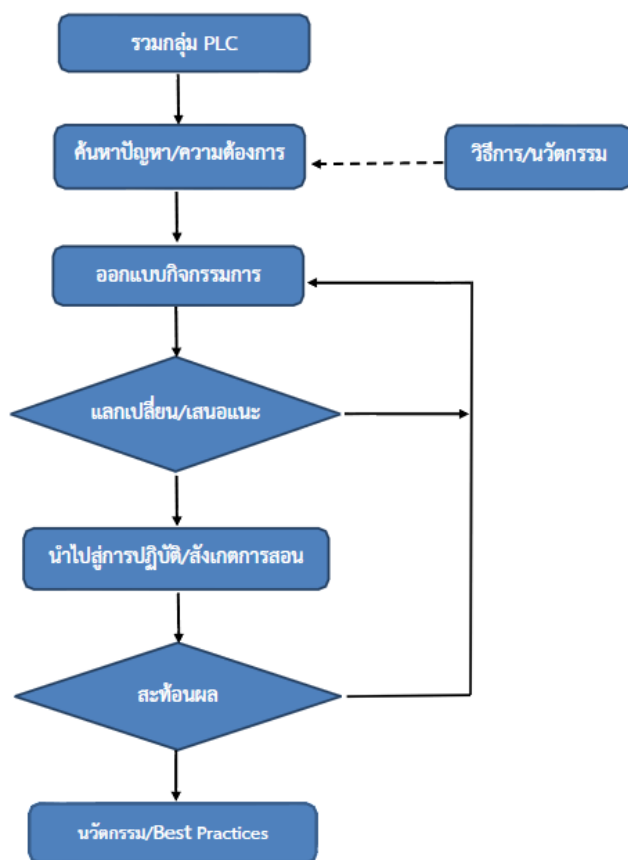 รวมกลุ่ม PLC
ค้นหาปัญหา/ความต้องการ
วิธีการ/นวัตกรรม
ออกแบบกิจกรรมการ
แลกเปลี่ยน/เสนอแนะ
นำไปสู่การปฏิบัติ/สังเกตการสอน
สะท้อนผล
นวัตกรรม/Best Practices